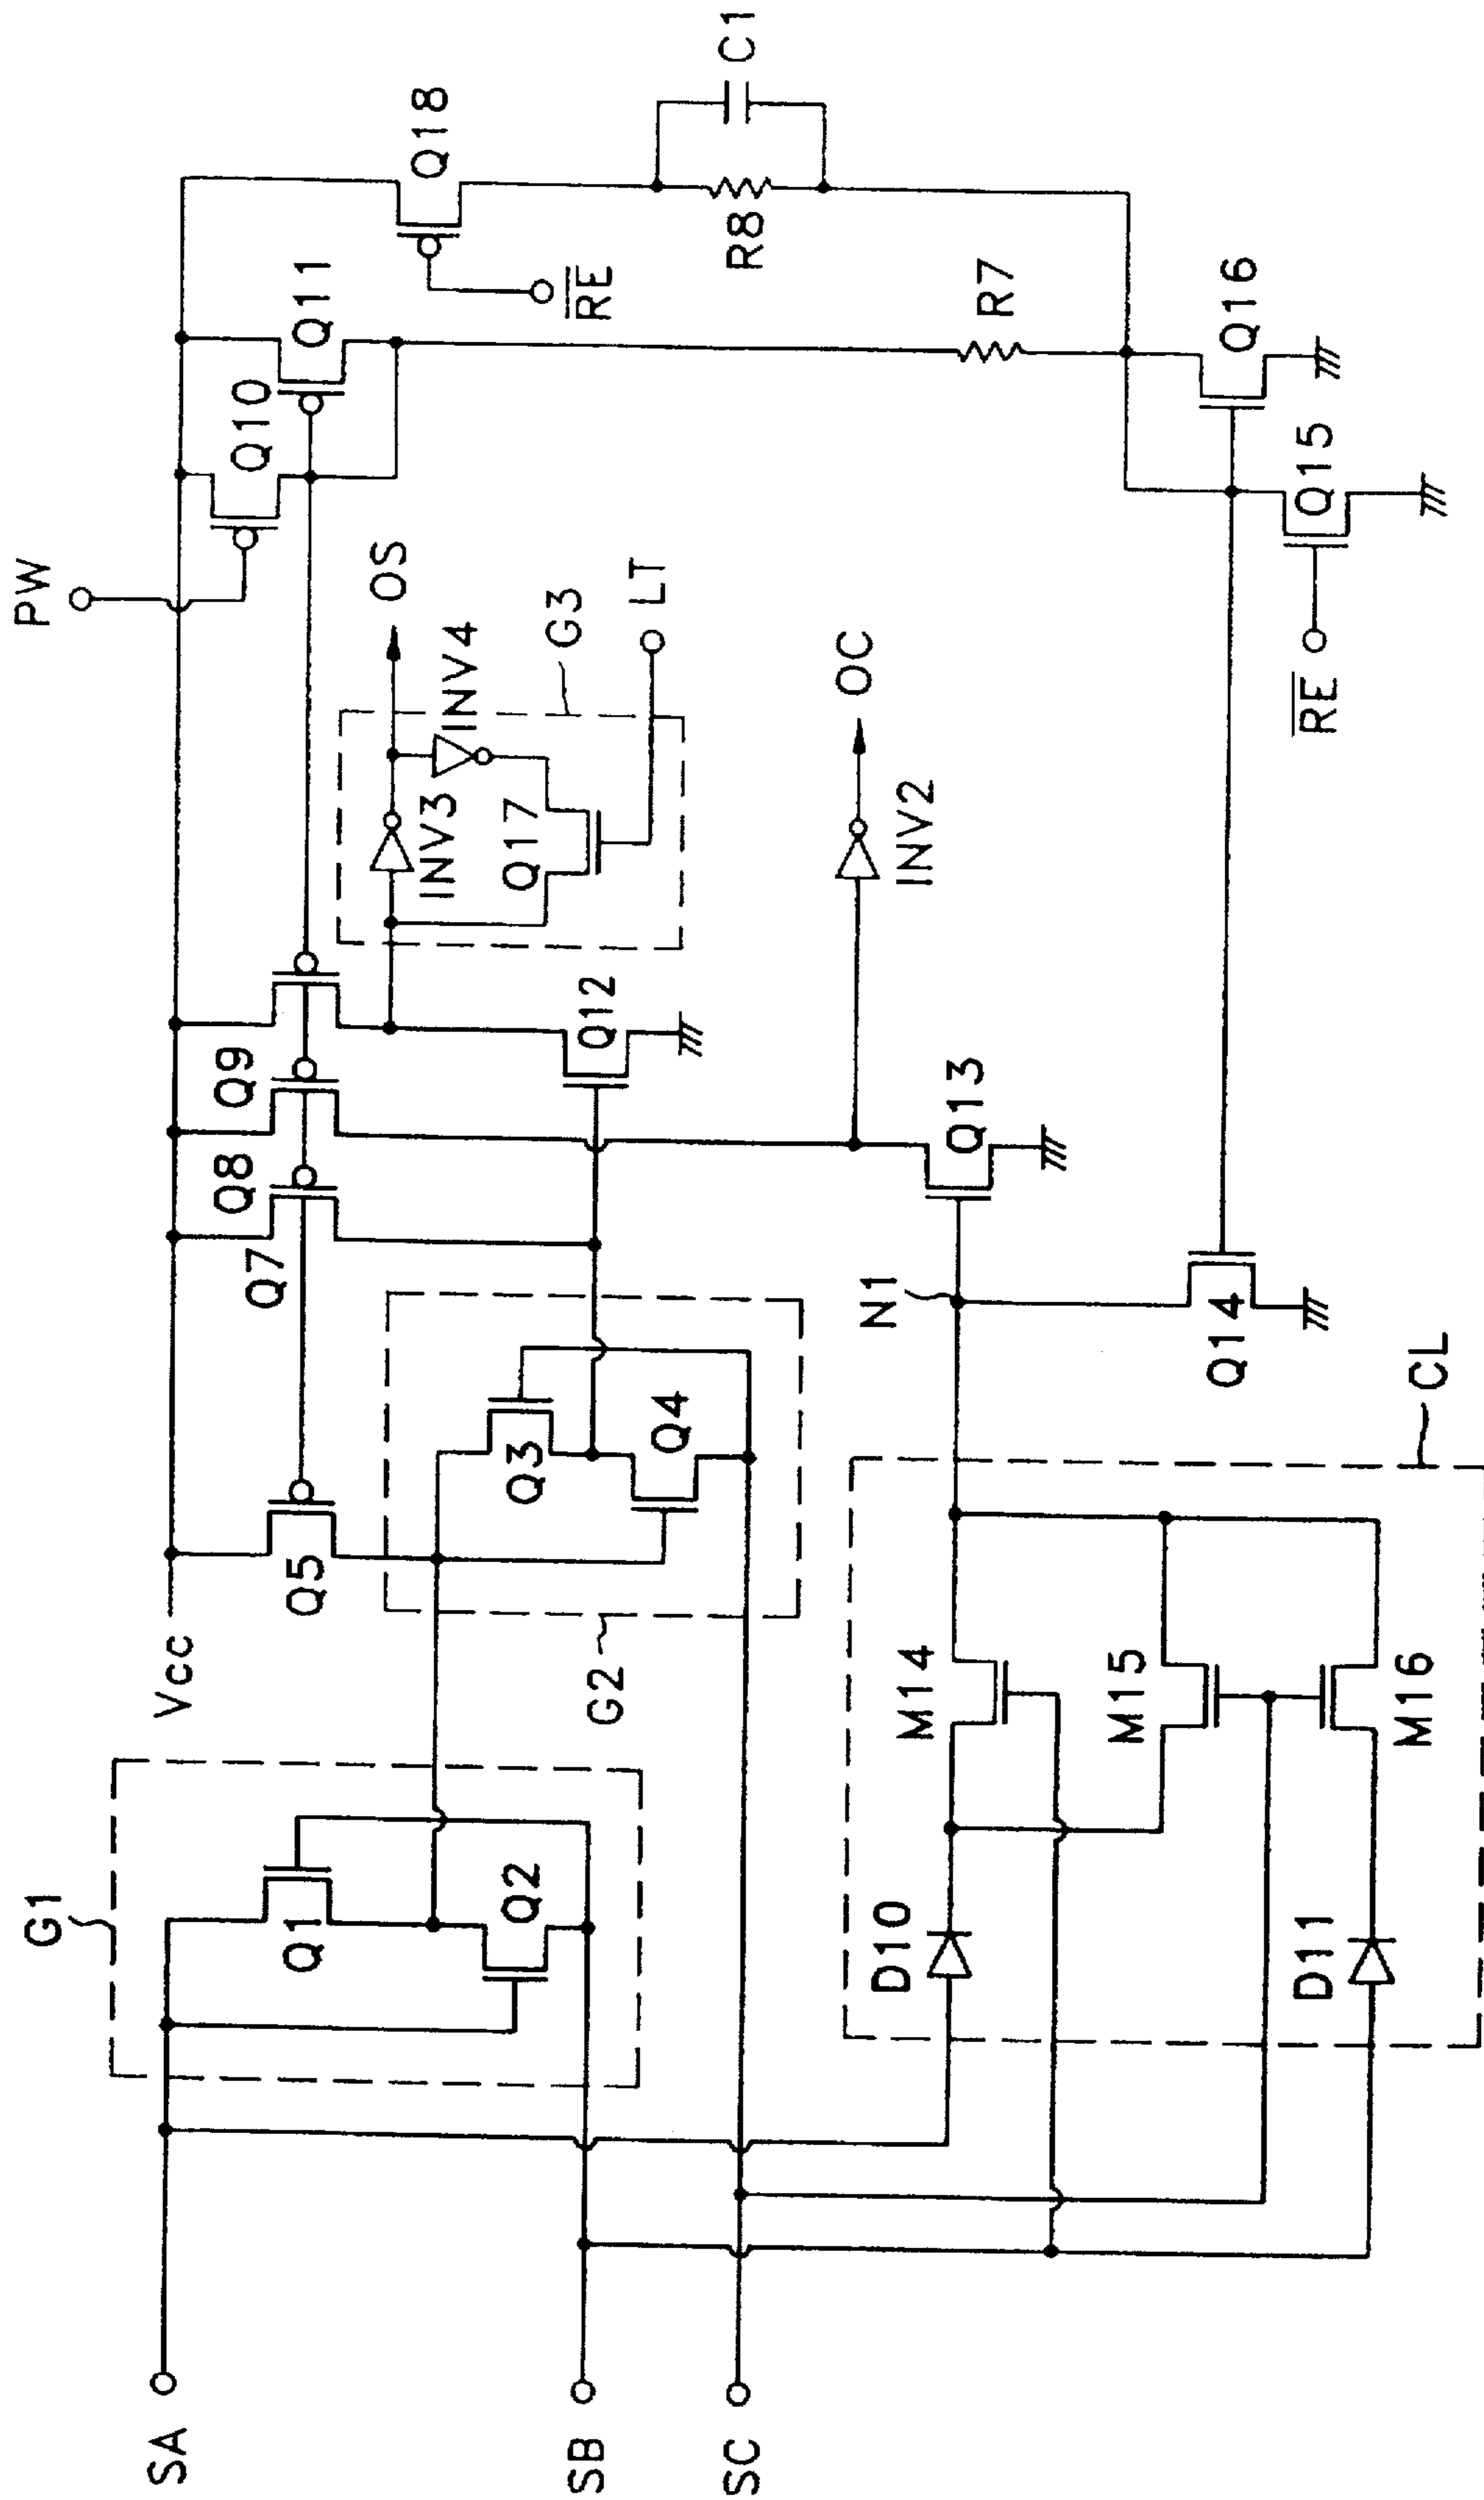 PW
C1
Q18
Q11
Q10
R8
RE
R7
Q16
Q15
RE
OS
G3
LT
INV4
INV3
Q17
OC
INV2
Q12
Q9
Q8
Q7
Q13
N1
Q14
CL
Q3
Q4
Q5
Vcc
G2
M14
M15
M16
G1
Q1
Q2
D10
D11
SA
SB
SC